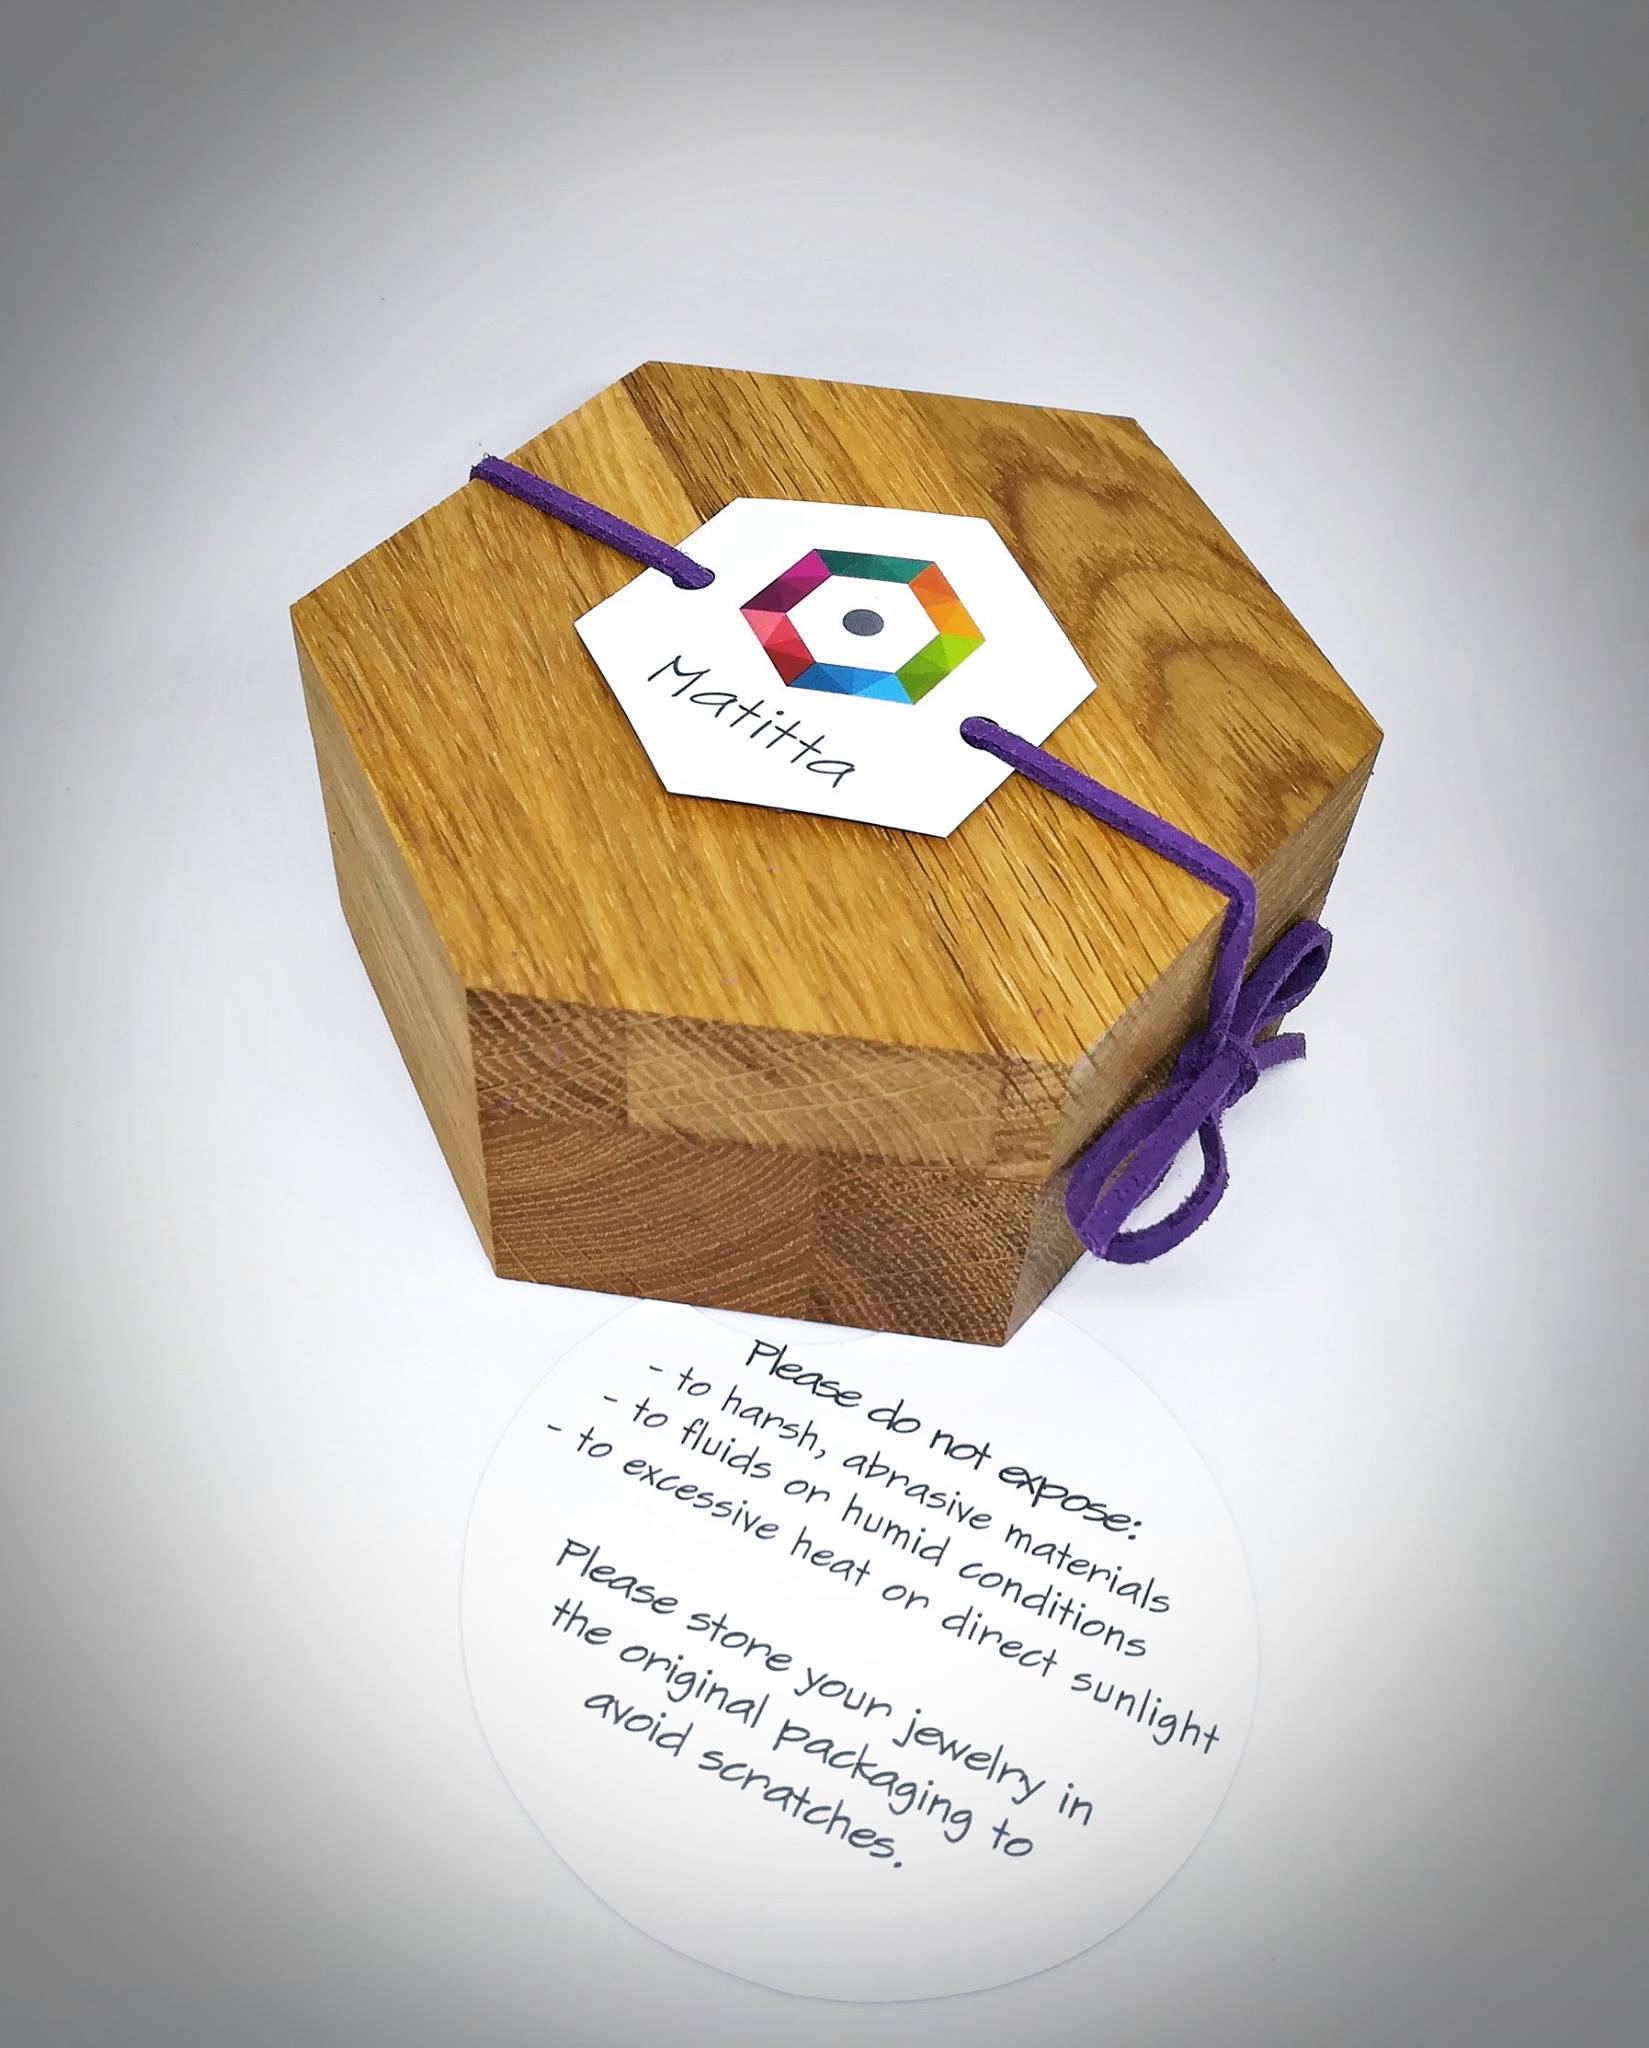 Matitta
Please do not expose:
- to harsh, abrasive materials
- to fluids or humid conditions
- to excessive heat or direct sunlight
Please store your jewelry in
the original packaging to
avoid scratches.